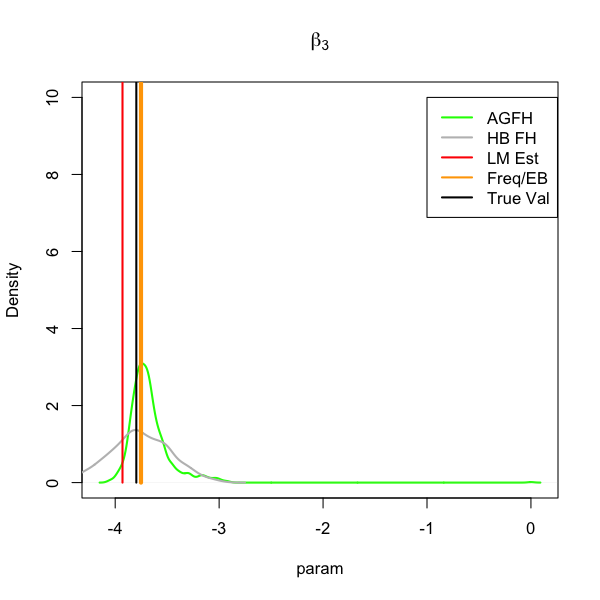 β3
Density
0
2
4
6
8
10
-4
-3
-2
-1
0
param
AGFH
HB FH
LM Est
Freq/EB
True Val